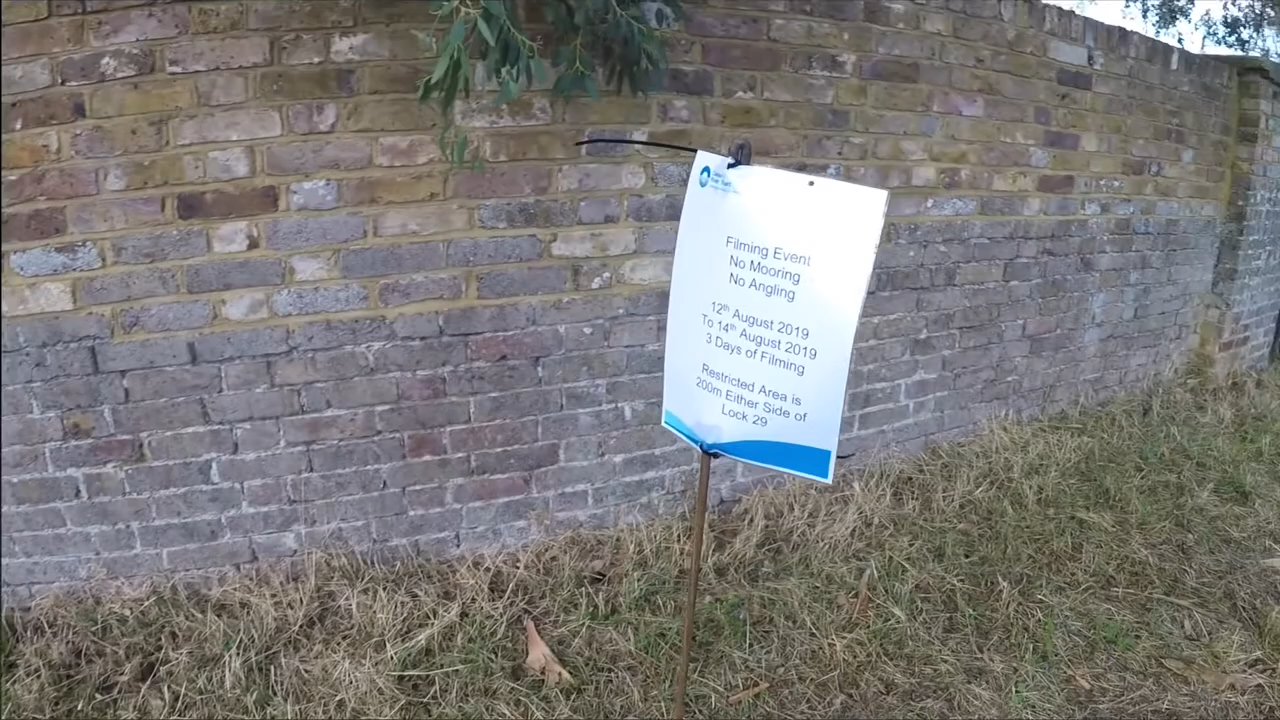 Filming Event
No Mooring
No Angling
12th August 2019
To 14th August 2019
3 Days of Filming
Restricted Area is
200m Either Side of
Lock 29